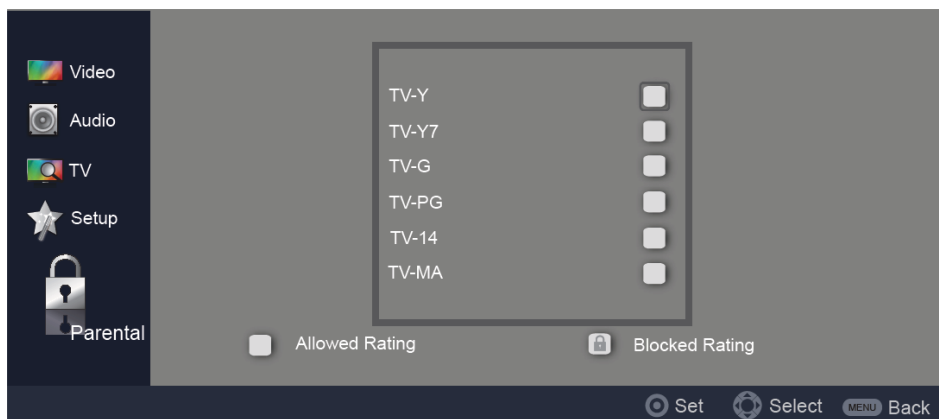 Video
Audio
TV
Setup
Parental
TV-Y
TV-Y7
TV-G
TV-PG
TV-14
TV-MA
Allowed Rating
Blocked Rating
Set
Select
MENU Back